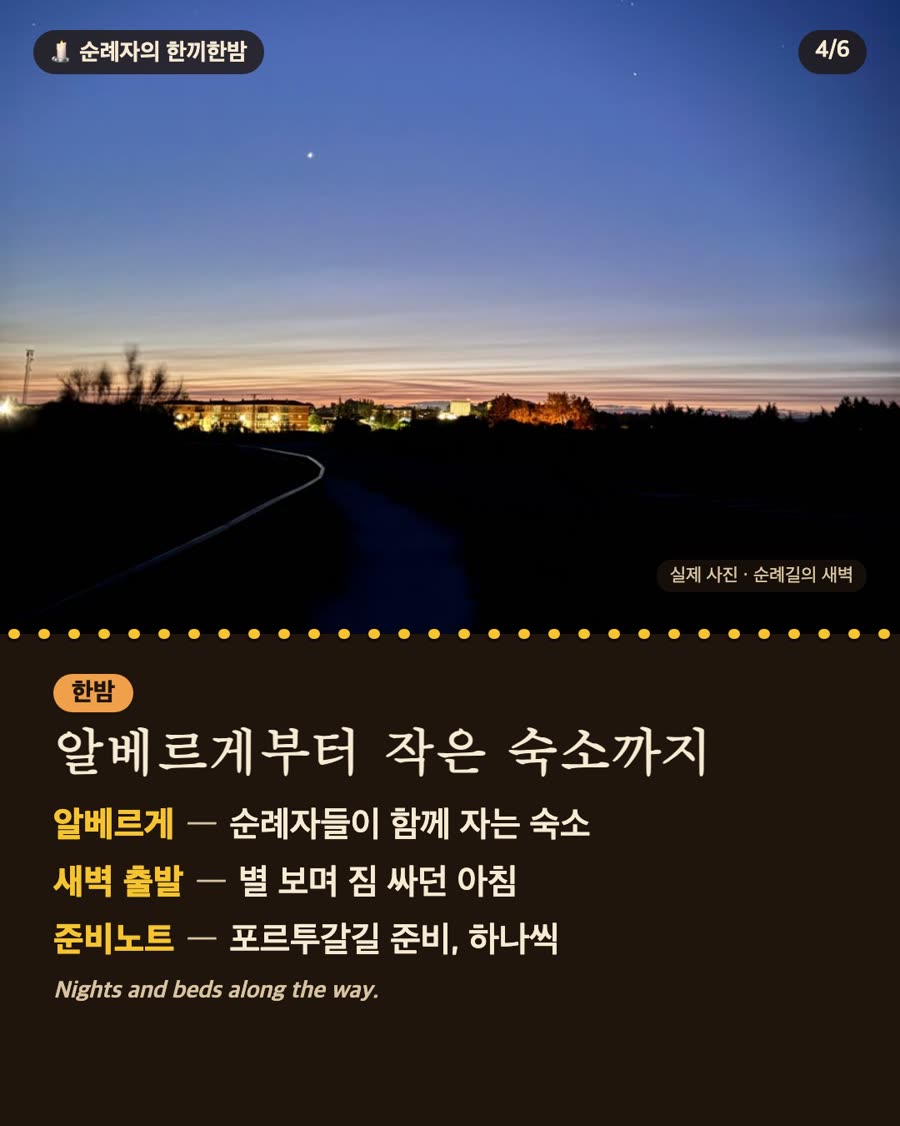 순례자의 한끼한밤
4/6
실제 사진 · 순례길의 새벽
한밤
알베르게부터 작은 숙소까지
알베르게 — 순례자들이 함께 자는 숙소
새벽 출발 — 별 보며 짐 싸던 아침
준비노트 — 포르투갈길 준비, 하나씩
Nights and beds along the way.